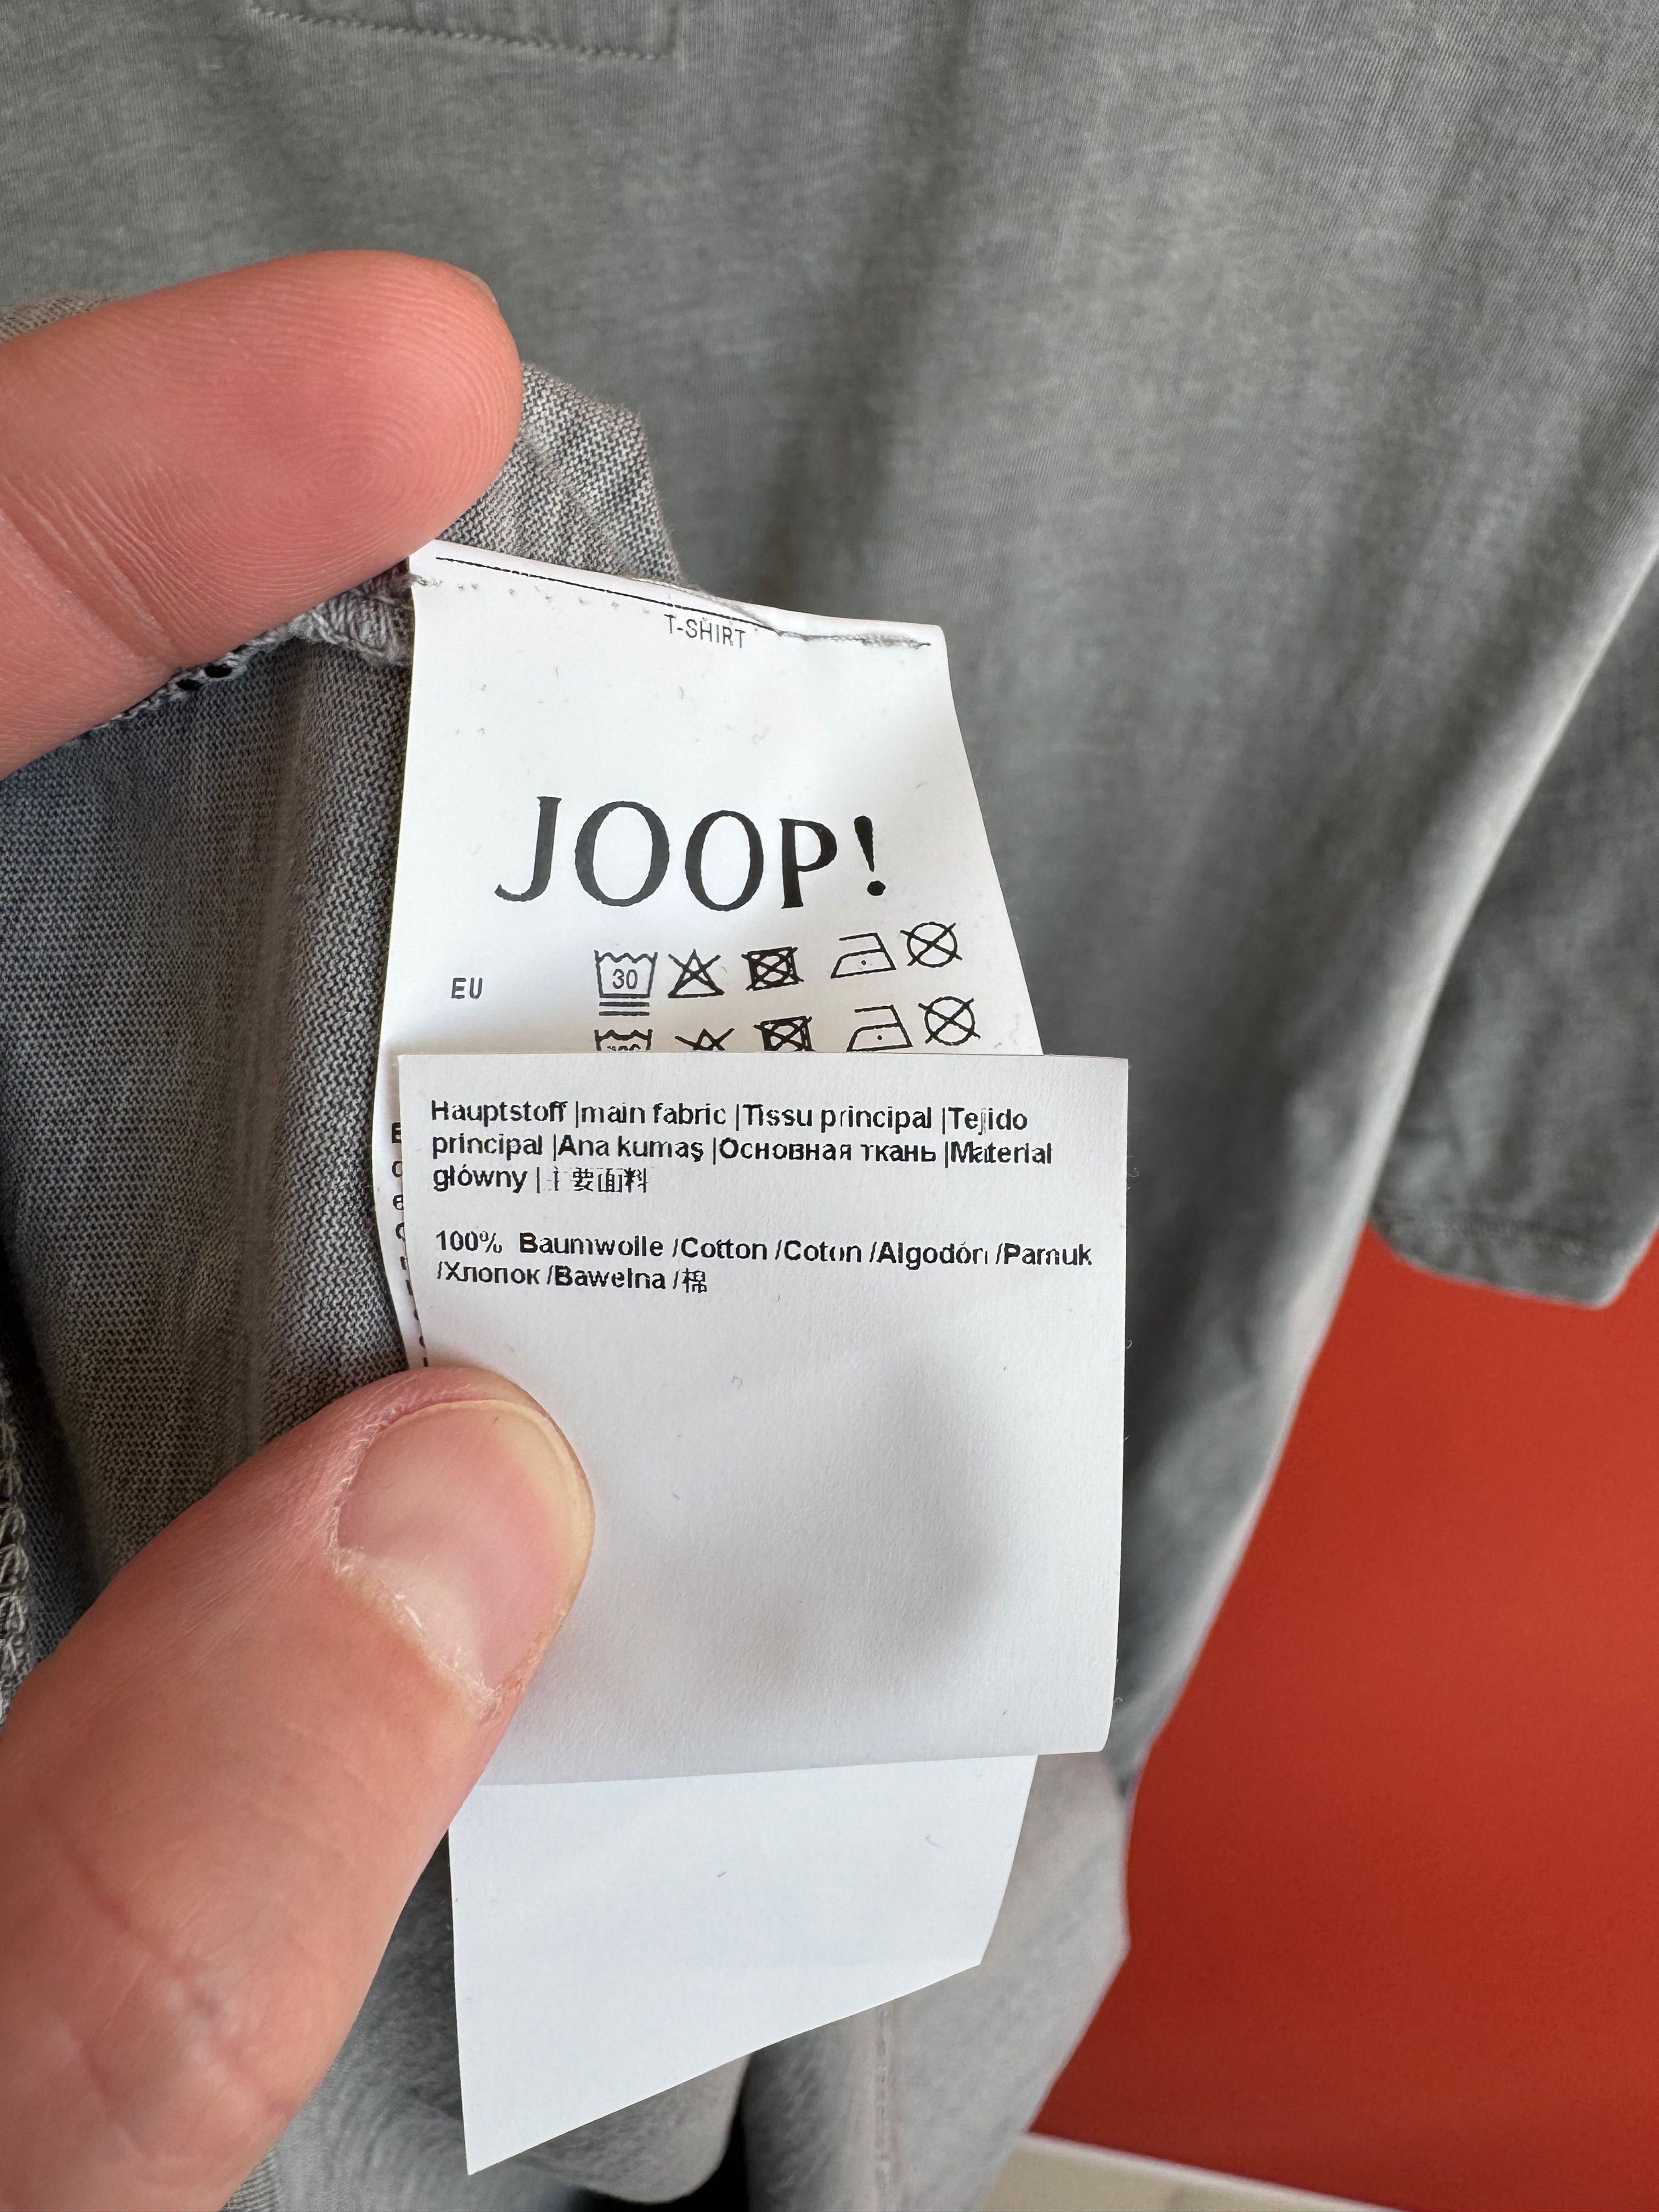 T-SHIRT
JOOP!
EU
30
Hauptstoff |main fabric |Tissu principal |Tejido
principal |Ana kumaş |Основная ткань |Material
główny |主要面料
100% Baumwolle /Cotton /Coton /Algodón /Pamuk
/Хлопок /Bawełna /棉